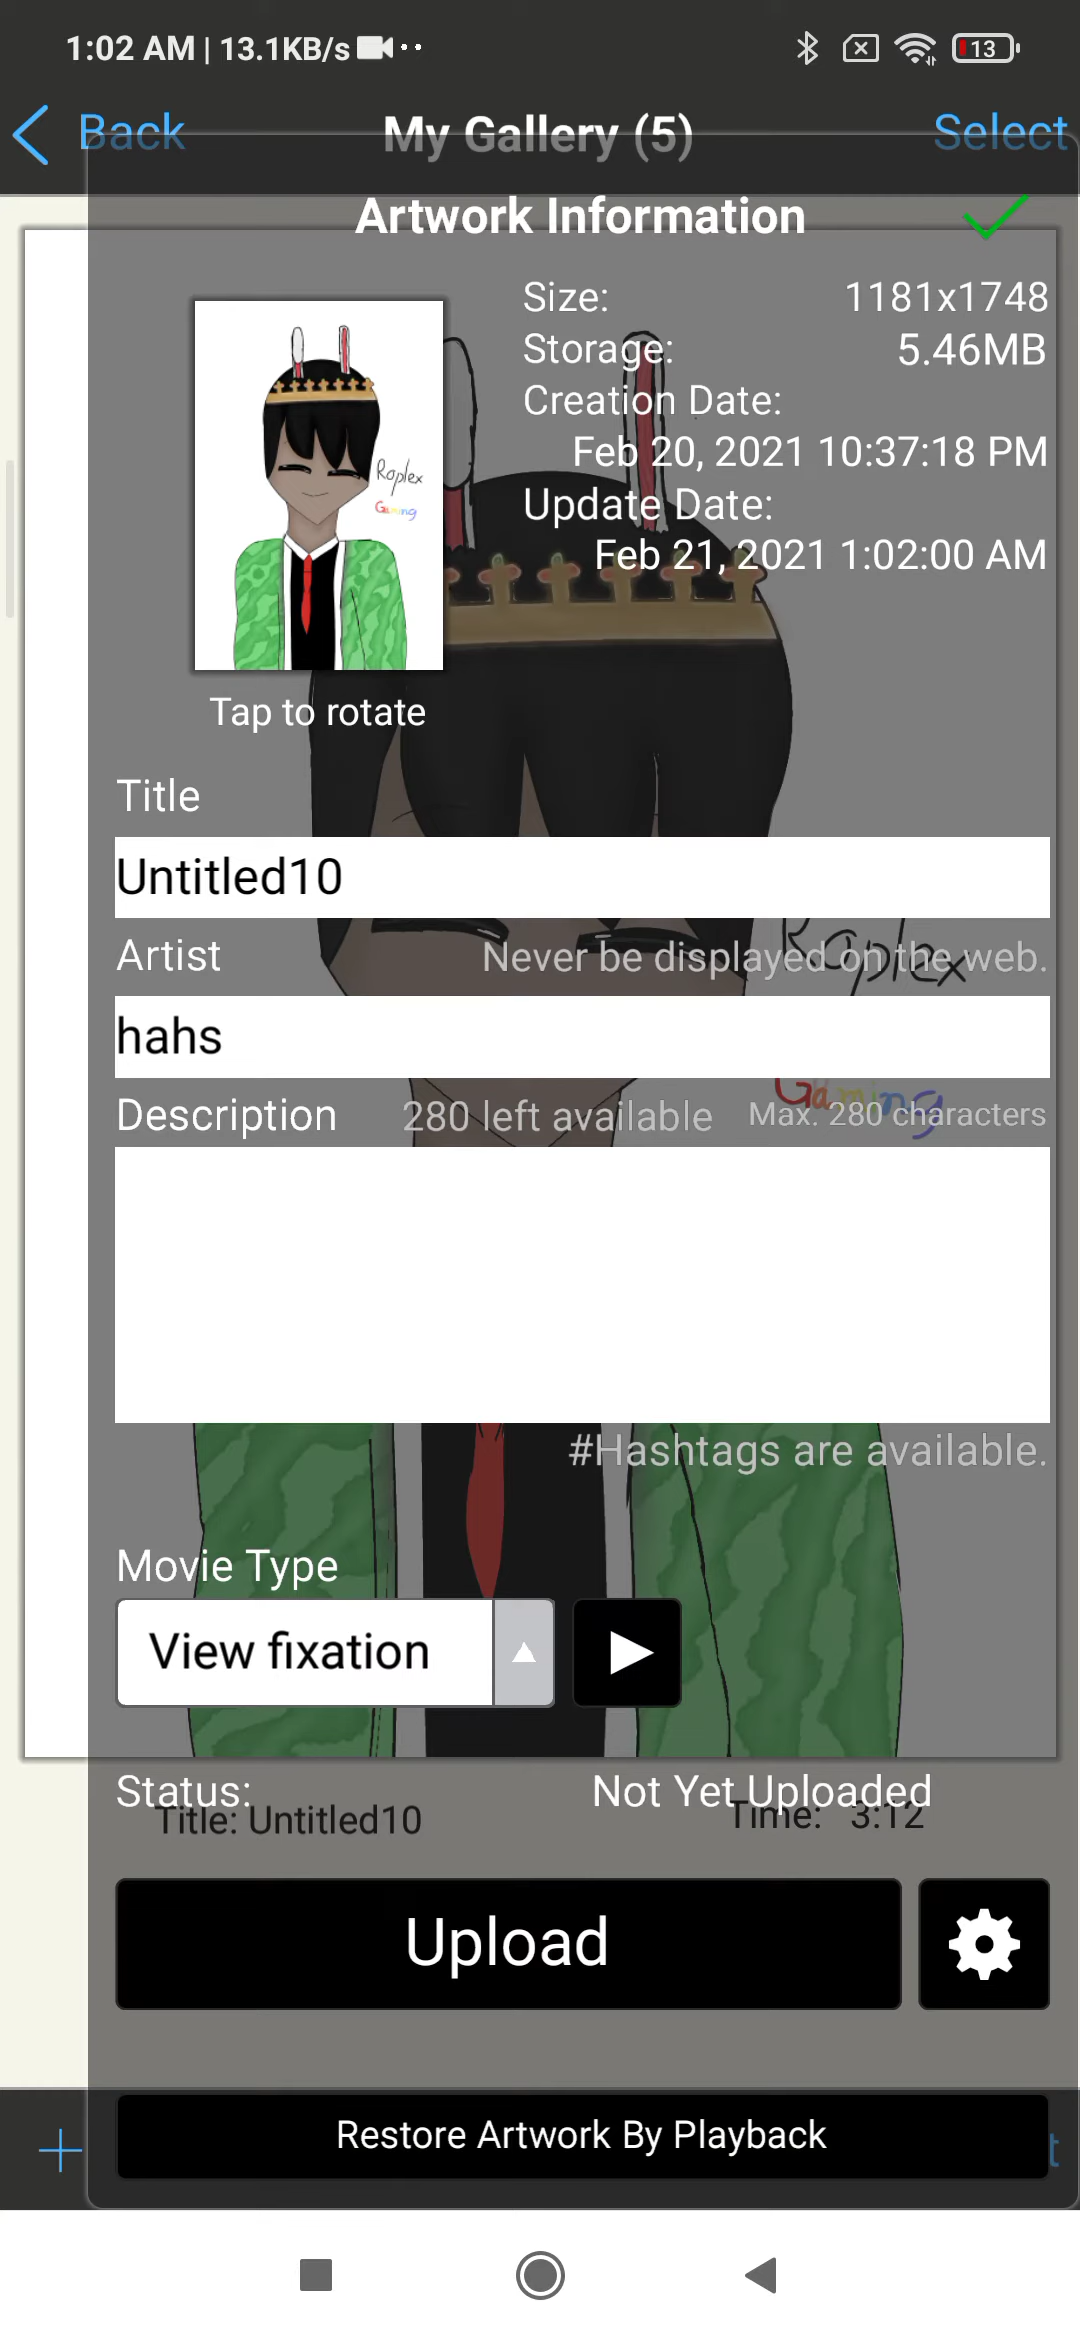 1:02 AM | 13.1KB/s
13
Back
My Gallery (5)
Select
Artwork Information
Size: 1181x1748
Storage: 5.46MB
Creation Date:
Feb 20, 2021 10:37:18 PM
Update Date:
Feb 21, 2021 1:02:00 AM
Roplex
Gaming
Tap to rotate
Title
Untitled10
Artist
Never be displayed on the web.
Roplex
hahs
Gaming
Description
280 left available
Max. 280 characters
#Hashtags are available.
Movie Type
View fixation
Status: Not Yet Uploaded
Title: Untitled10
Time: 3:12
Upload
Restore Artwork By Playback